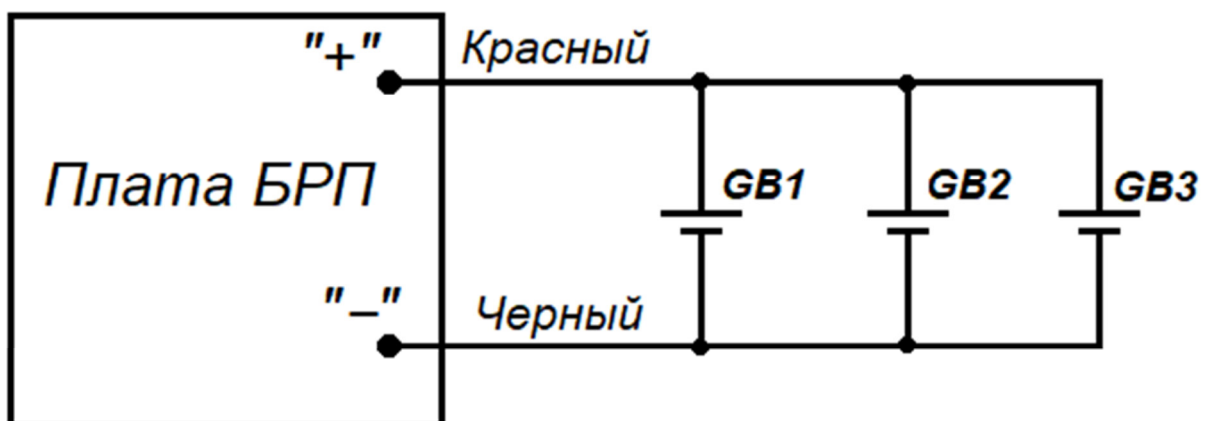 "+"
Красный
Плата БРП
GB1
GB2
GB3
"–"
Черный